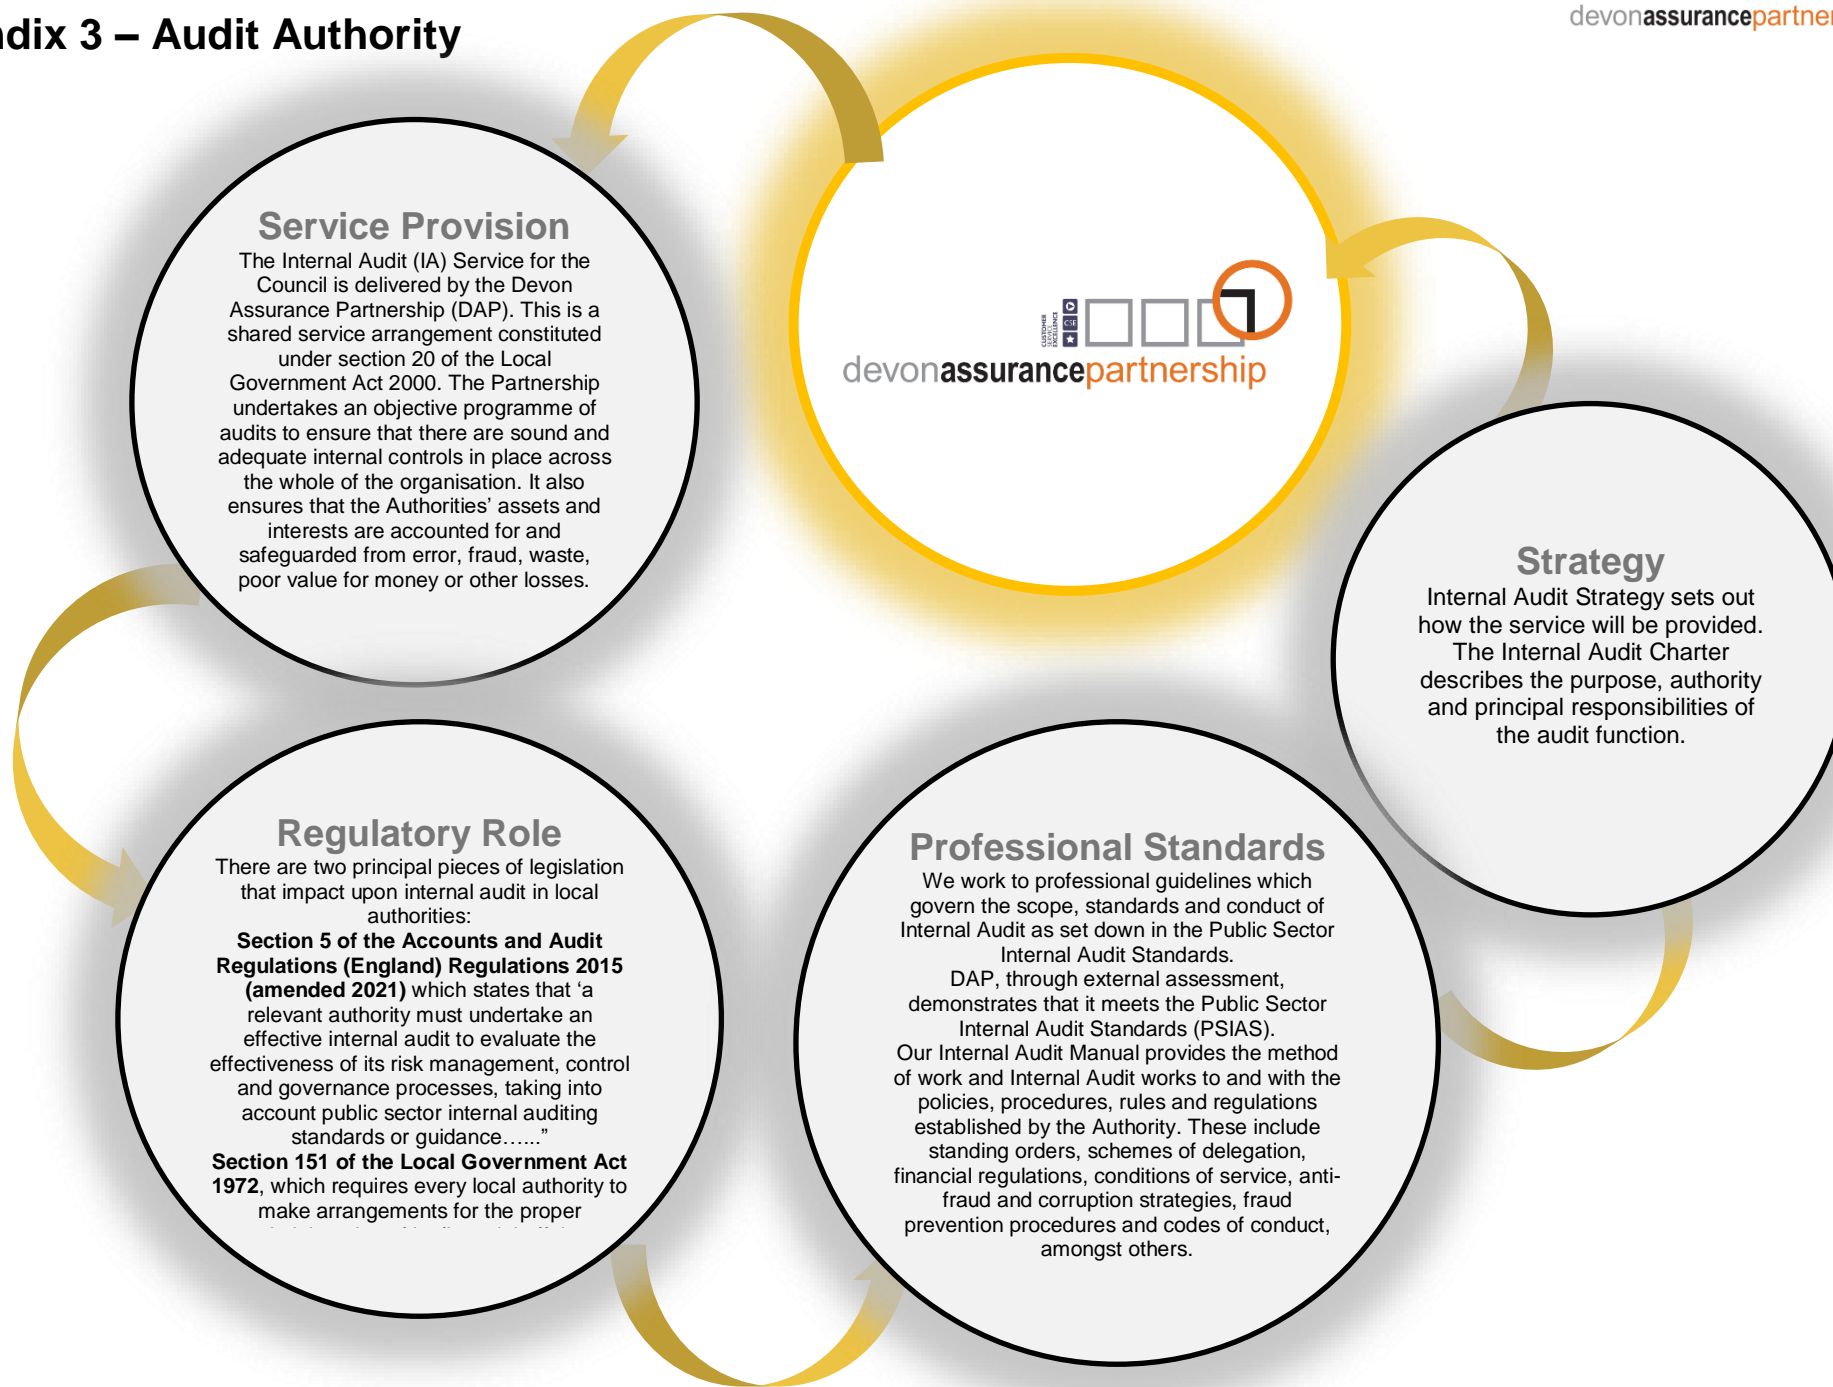 ndix 3 – Audit Authority
devonassurancepartner
Service Provision
The Internal Audit (IA) Service for the
Council is delivered by the Devon
Assurance Partnership (DAP). This is a
shared service arrangement constituted
under section 20 of the Local
Government Act 2000. The Partnership
undertakes an objective programme of
audits to ensure that there are sound and
adequate internal controls in place across
the whole of the organisation. It also
ensures that the Authorities’ assets and
interests are accounted for and
safeguarded from error, fraud, waste,
poor value for money or other losses.
CUSTOMER
SERVICE
EXCELLENCE
CSE
devonassurancepartnership
Strategy
Internal Audit Strategy sets out
how the service will be provided.
The Internal Audit Charter
describes the purpose, authority
and principal responsibilities of
the audit function.
Regulatory Role
There are two principal pieces of legislation
that impact upon internal audit in local
authorities:
Section 5 of the Accounts and Audit
Regulations (England) Regulations 2015
(amended 2021) which states that ‘a
relevant authority must undertake an
effective internal audit to evaluate the
effectiveness of its risk management, control
and governance processes, taking into
account public sector internal auditing
standards or guidance…...”
Section 151 of the Local Government Act
1972, which requires every local authority to
make arrangements for the proper
Professional Standards
We work to professional guidelines which
govern the scope, standards and conduct of
Internal Audit as set down in the Public Sector
Internal Audit Standards.
DAP, through external assessment,
demonstrates that it meets the Public Sector
Internal Audit Standards (PSIAS).
Our Internal Audit Manual provides the method
of work and Internal Audit works to and with the
policies, procedures, rules and regulations
established by the Authority. These include
standing orders, schemes of delegation,
financial regulations, conditions of service, anti-
fraud and corruption strategies, fraud
prevention procedures and codes of conduct,
amongst others.